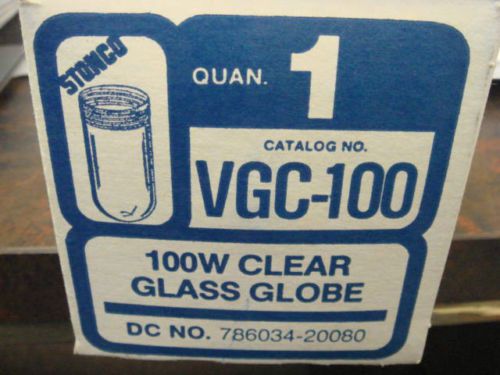 STONCO
QUAN. 1
CATALOG NO.
VGC-100
100W CLEAR
GLASS GLOBE
DC NO. 786034-20080